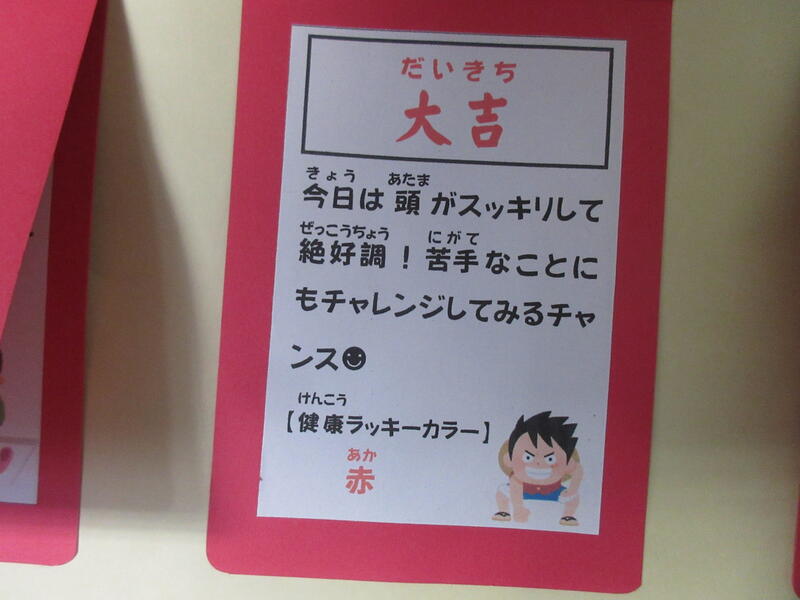 だいきち
大吉
きょう あたま
今日は頭がスッキリして
ぜっこうちょう にがて
絶好調！苦手なことに
もチャレンジしてみるチャ
ンス☻
けんこう
【健康ラッキーカラー】
あか
赤